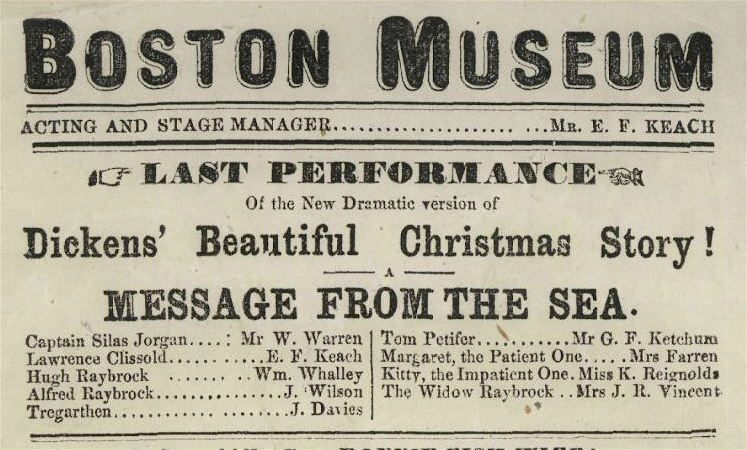 BOSTON MUSEUM
ACTING AND STAGE MANAGER........................MR. E. F. KEACH
LAST PERFORMANCE
Of the New Dramatic version of
Dickens' Beautiful Christmas Story!
A
MESSAGE FROM THE SEA.
Captain Silas Jorgan....: Mr W. Warren
Lawrence Clissold...........E. F. Keach
Hugh Raybrock ........Wm. Whalley
Alfred Raybrock..............J. Wilson
Tregarthen...................J. Davies
Tom Petifer...........Mr G. F. Ketchum
Margaret, the Patient One.....Mrs Farren
Kitty, the Impatient One. Miss K. Reignolds
The Widow Raybrock..Mrs J. R. Vincent